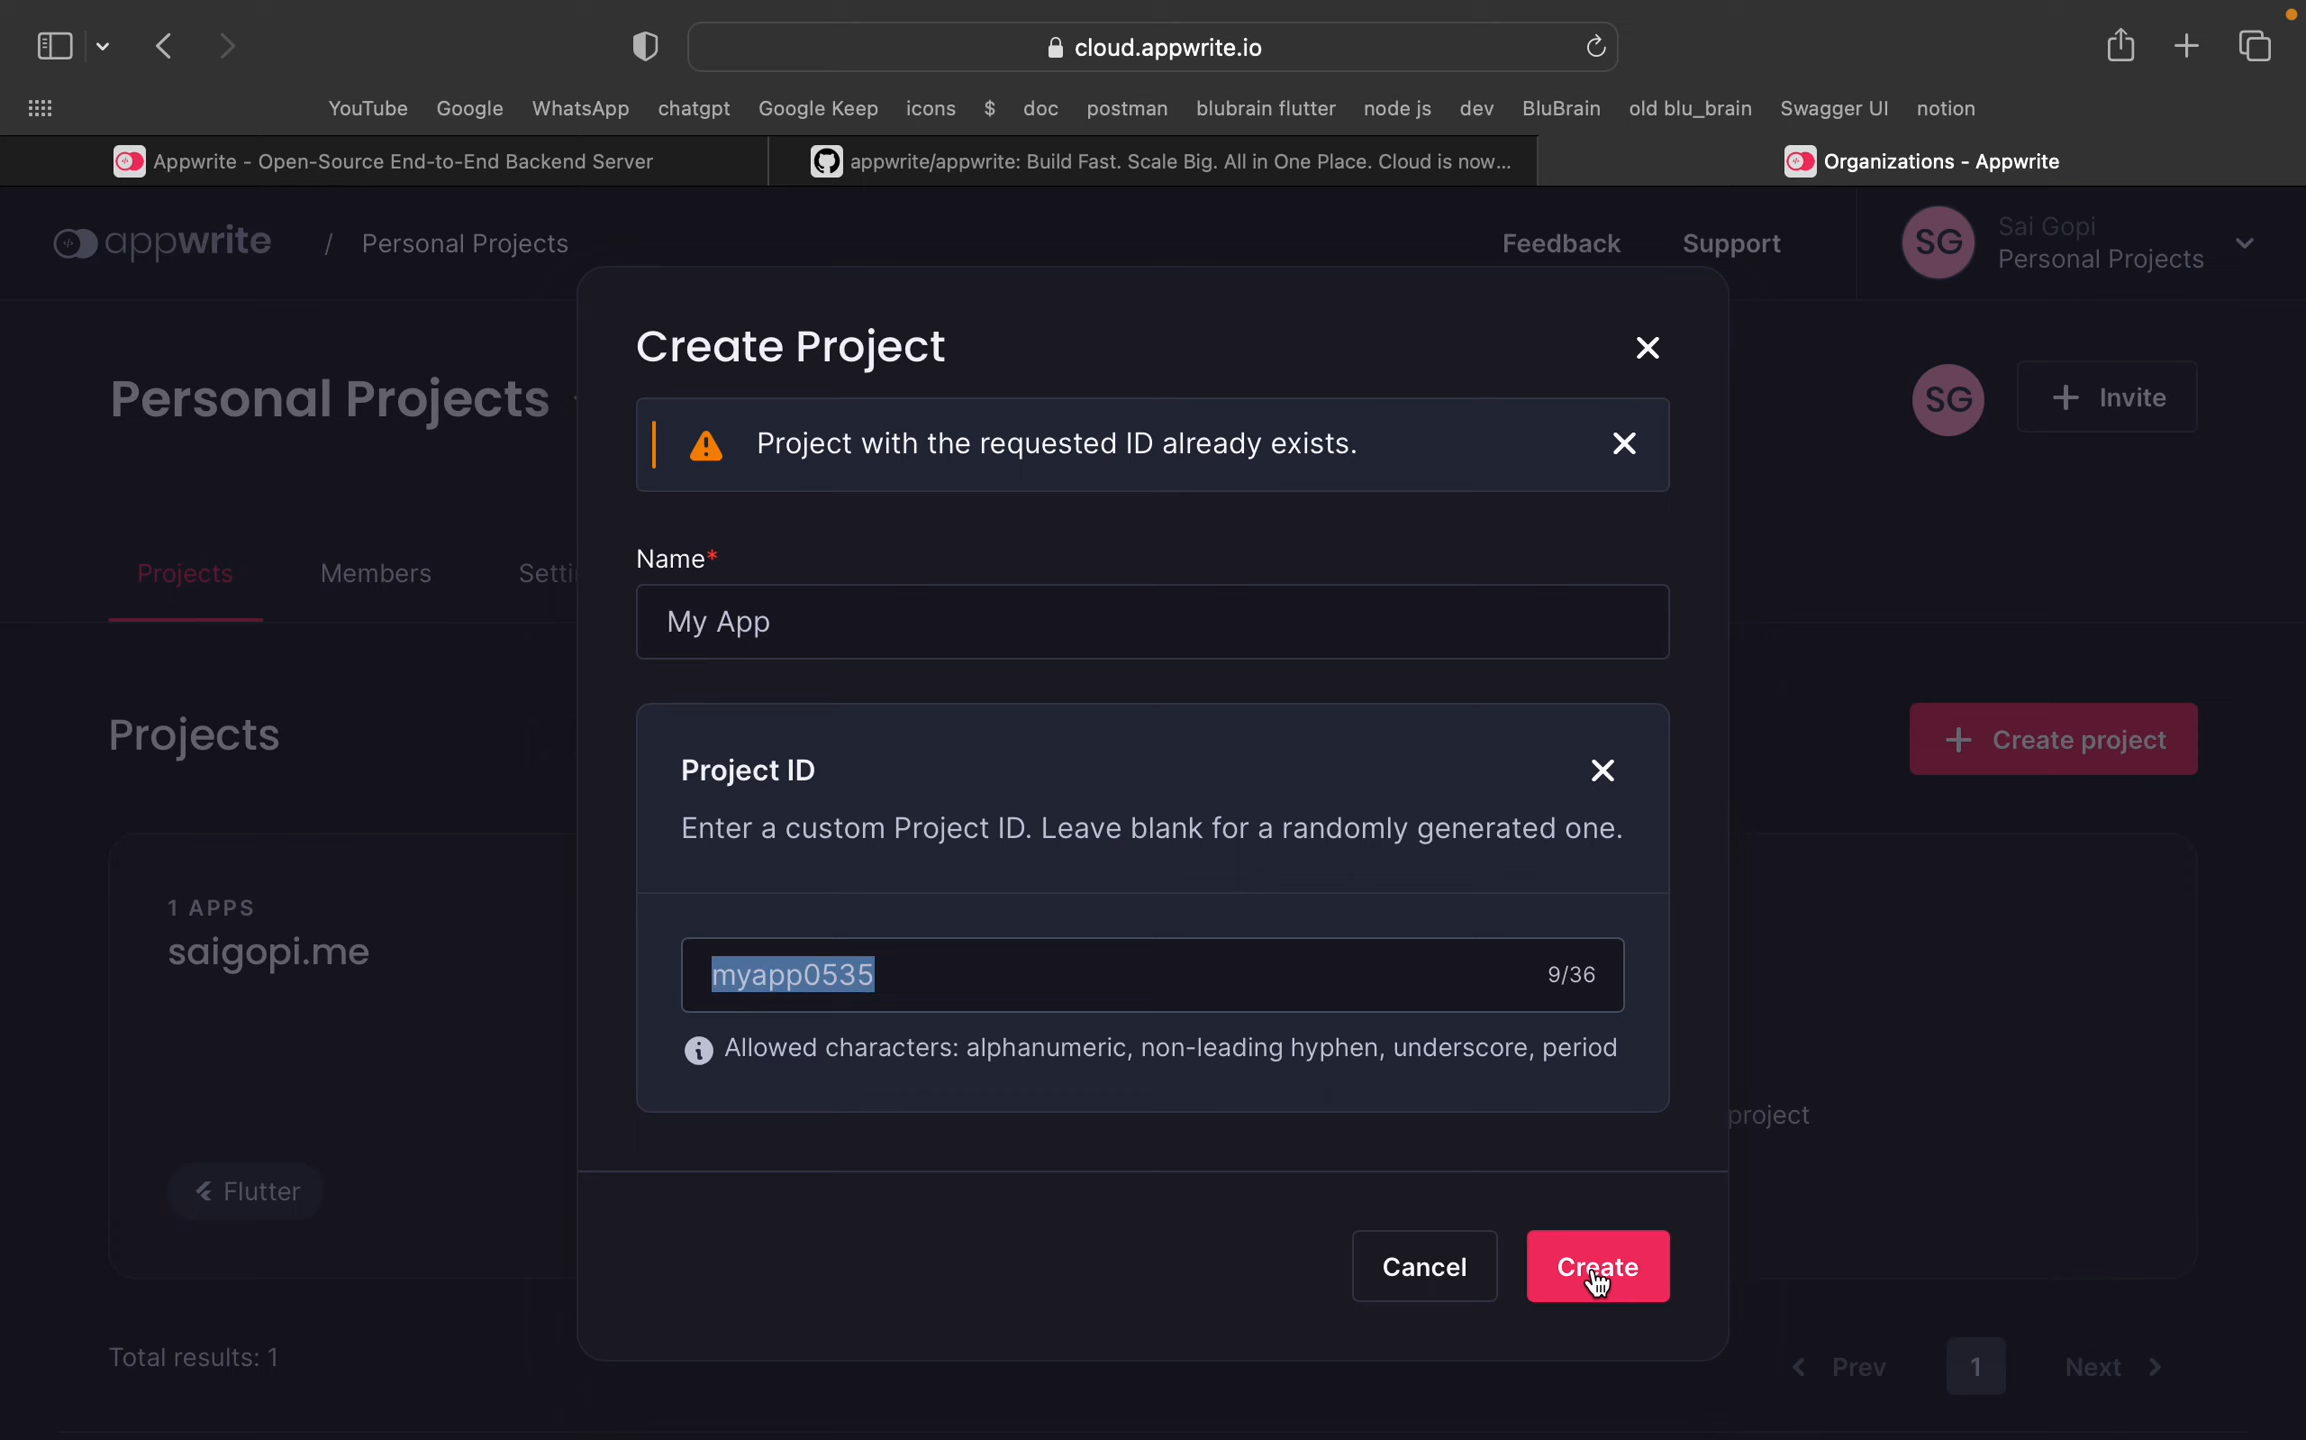 cloud.appwrite.io
YouTube Google WhatsApp chatgpt Google Keep icons $ doc postman blubrain flutter node js dev BluBrain old blu_brain Swagger UI notion
Appwrite - Open-Source End-to-End Backend Server
appwrite/appwrite: Build Fast. Scale Big. All in One Place. Cloud is now...
Organizations - Appwrite
appwrite / Personal Projects
Feedback Support
SG
Sai Gopi
Personal Projects
Personal Projects
SG
Invite
Projects Members Setti
Projects
Create project
1 APPS
saigopi.me
Flutter
project
Total results: 1
Prev 1 Next
Create Project
Project with the requested ID already exists.
Name*
My App
Project ID
Enter a custom Project ID. Leave blank for a randomly generated one.
myapp0535 9/36
Allowed characters: alphanumeric, non-leading hyphen, underscore, period
Cancel Create